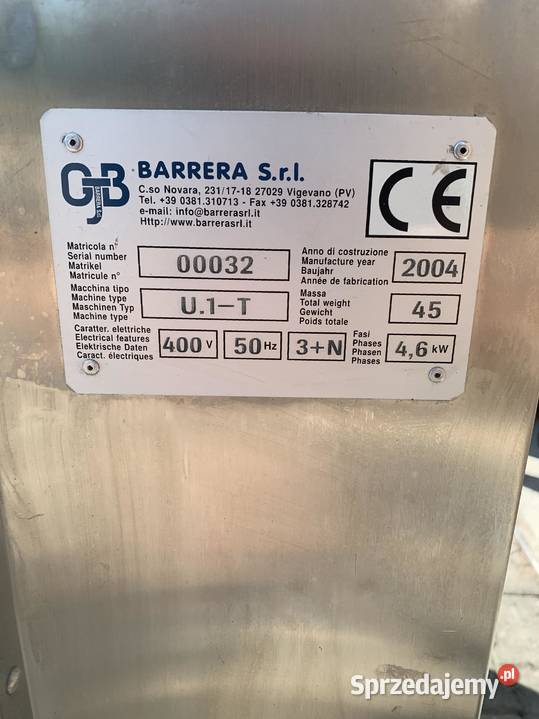 GJB
BARRERA S.r.l.
C.so Novara, 231/17-18 27029 Vigevano (PV)
Tel. +39 0381.310713 - Fax +39 0381.328742
e-mail: info@barrerasrl.it
Http://www.barrerasrl.it
CE
Matricola n°
Serial number
Matrikel
Matricule n°
00032
Anno di costruzione
Manufacture year
Baujahr
Année de fabrication
2004
Macchina tipo
Machine type
Maschinen Typ
Machine type
U.1-T
Massa
Total weight
Gewicht
Poids totale
45
Caratter. elettriche
Electrical features
Elektrische Daten
Caract. électriques
400 V
50 Hz
3+N
Fasi
Phases
Phasen
Phases
4,6 kW
Sprzedajemy.pl